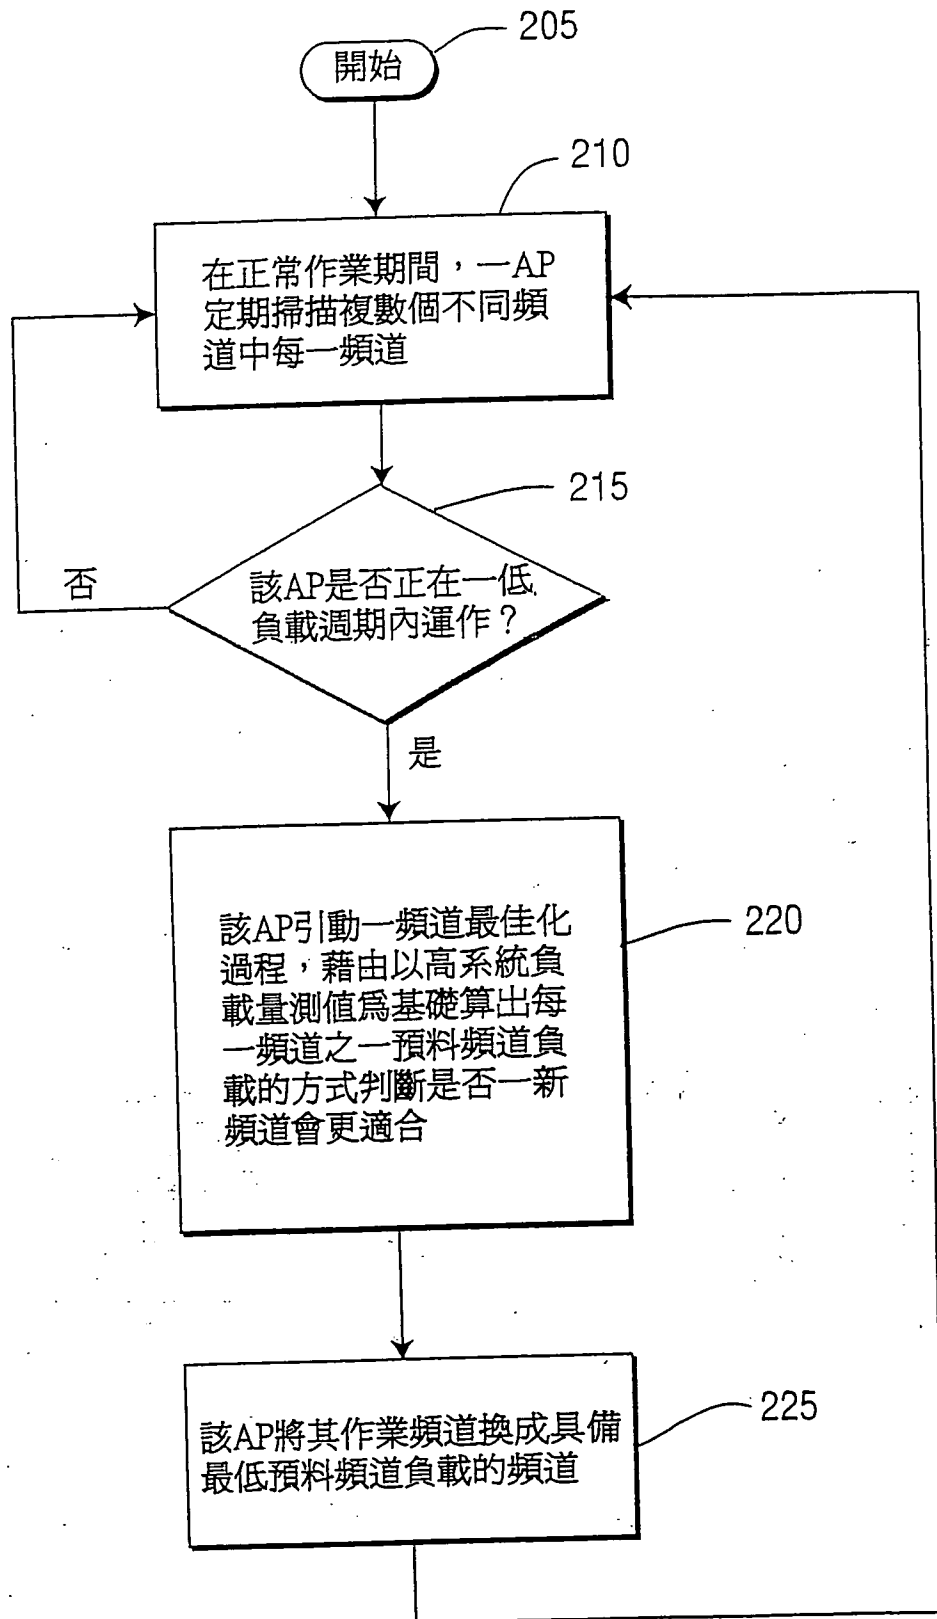 205
開始
210
在正常作業期間，一AP
定期掃描複數個不同頻
道中每一頻道
215
該AP是否正在一低
負載週期內運作？
否
是
220
該AP引動一頻道最佳化
過程，藉由以高系統負
載量測值爲基礎算出每
一頻道之一預料頻道負
載的方式判斷是否一新
頻道會更適合
225
該AP將其作業頻道換成具備
最低預料頻道負載的頻道